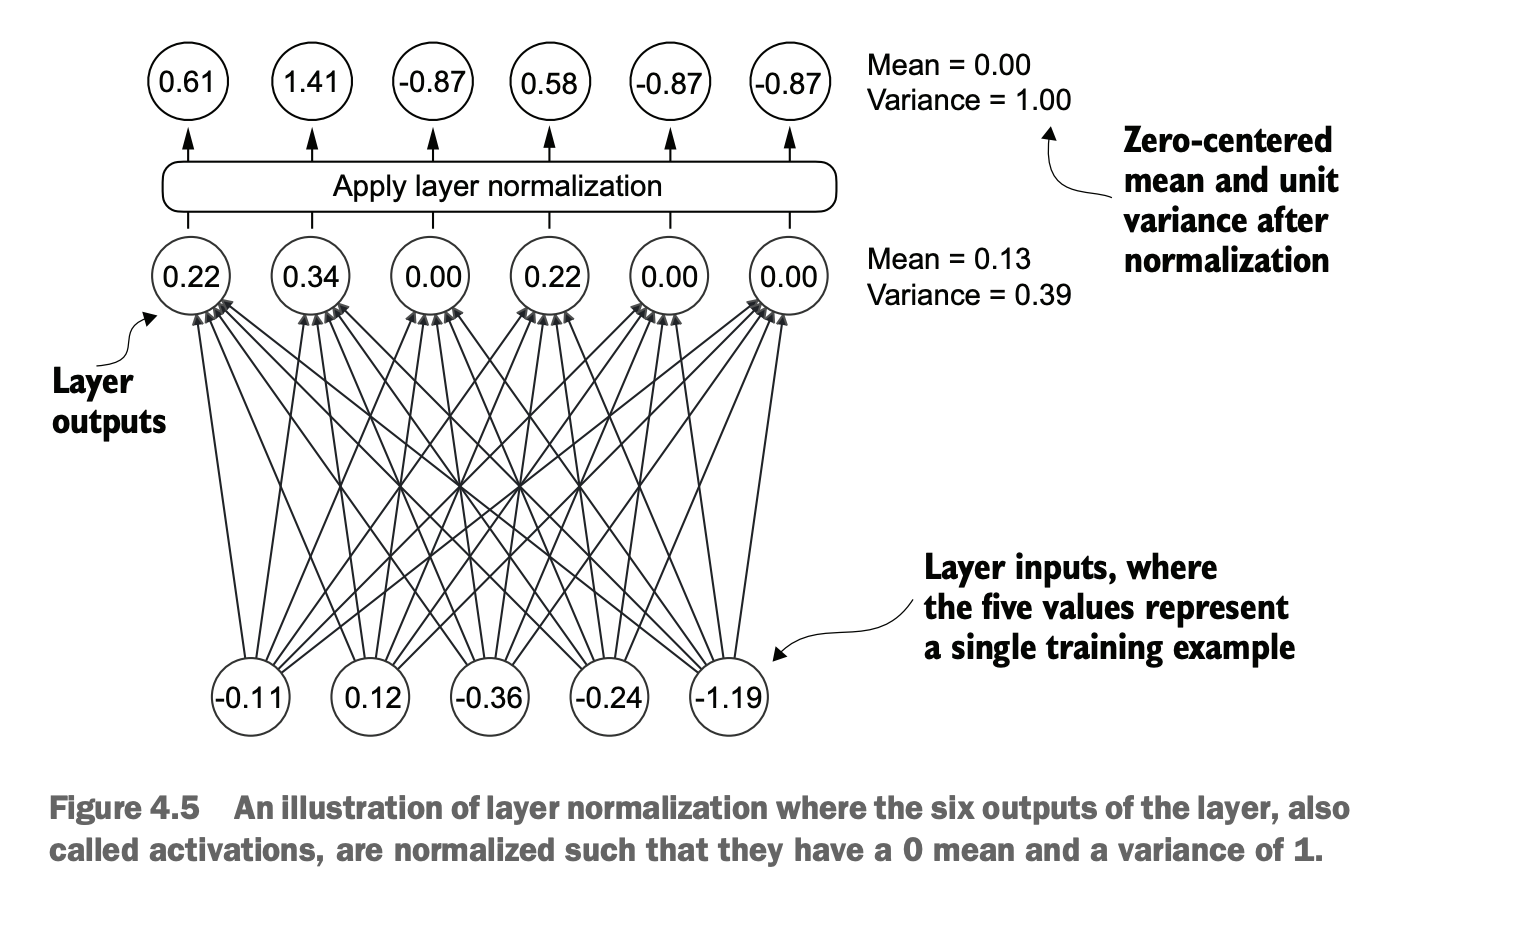 0.61 1.41 -0.87 0.58 -0.87 -0.87
Mean = 0.00
Variance = 1.00
Zero-centered
mean and unit
variance after
normalization
Apply layer normalization
0.22 0.34 0.00 0.22 0.00 0.00
Mean = 0.13
Variance = 0.39
Layer
outputs
Layer inputs, where
the five values represent
a single training example
-0.11 0.12 -0.36 -0.24 -1.19
Figure 4.5 An illustration of layer normalization where the six outputs of the layer, also
called activations, are normalized such that they have a 0 mean and a variance of 1.